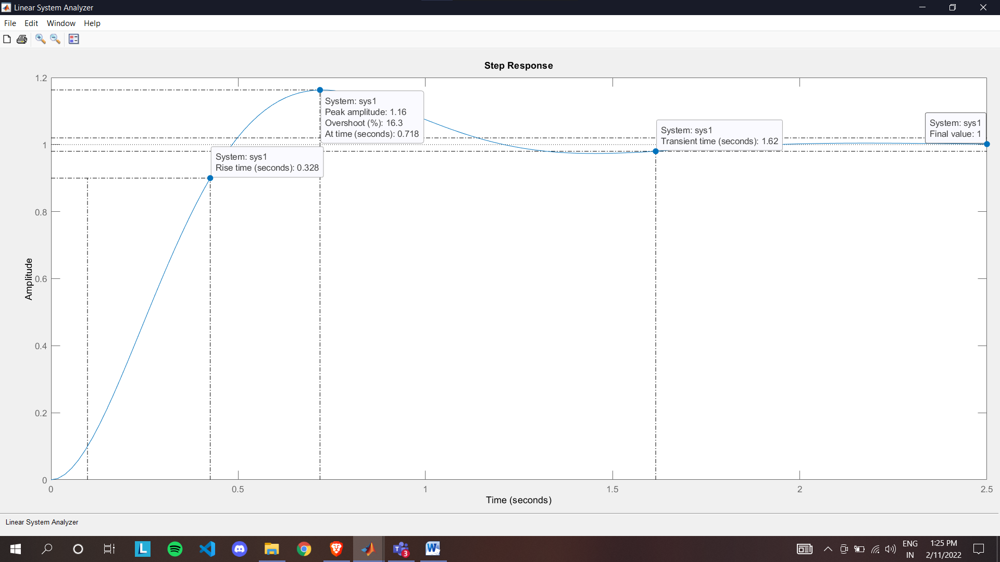 Linear System Analyzer
File Edit Window Help
Step Response
1.2
System: sys1
Peak amplitude: 1.16
Overshoot (%): 16.3
At time (seconds): 0.718
System: sys1
Transient time (seconds): 1.62
System: sys1
Final value: 1
1
System: sys1
Rise time (seconds): 0.328
0.8
Amplitude
0.6
0.4
0.2
0
0 0.5 1 1.5 2 2.5
Time (seconds)
Linear System Analyzer
L
T
3
W
ENG
IN
1:25 PM
2/11/2022